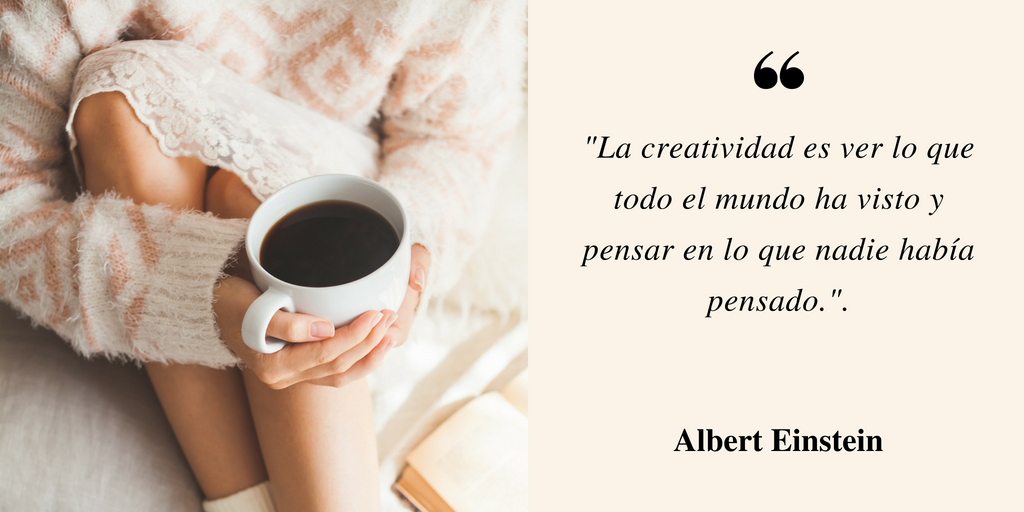 ❝
"La creatividad es ver lo que
todo el mundo ha visto y
pensar en lo que nadie había
pensado.".
Albert Einstein